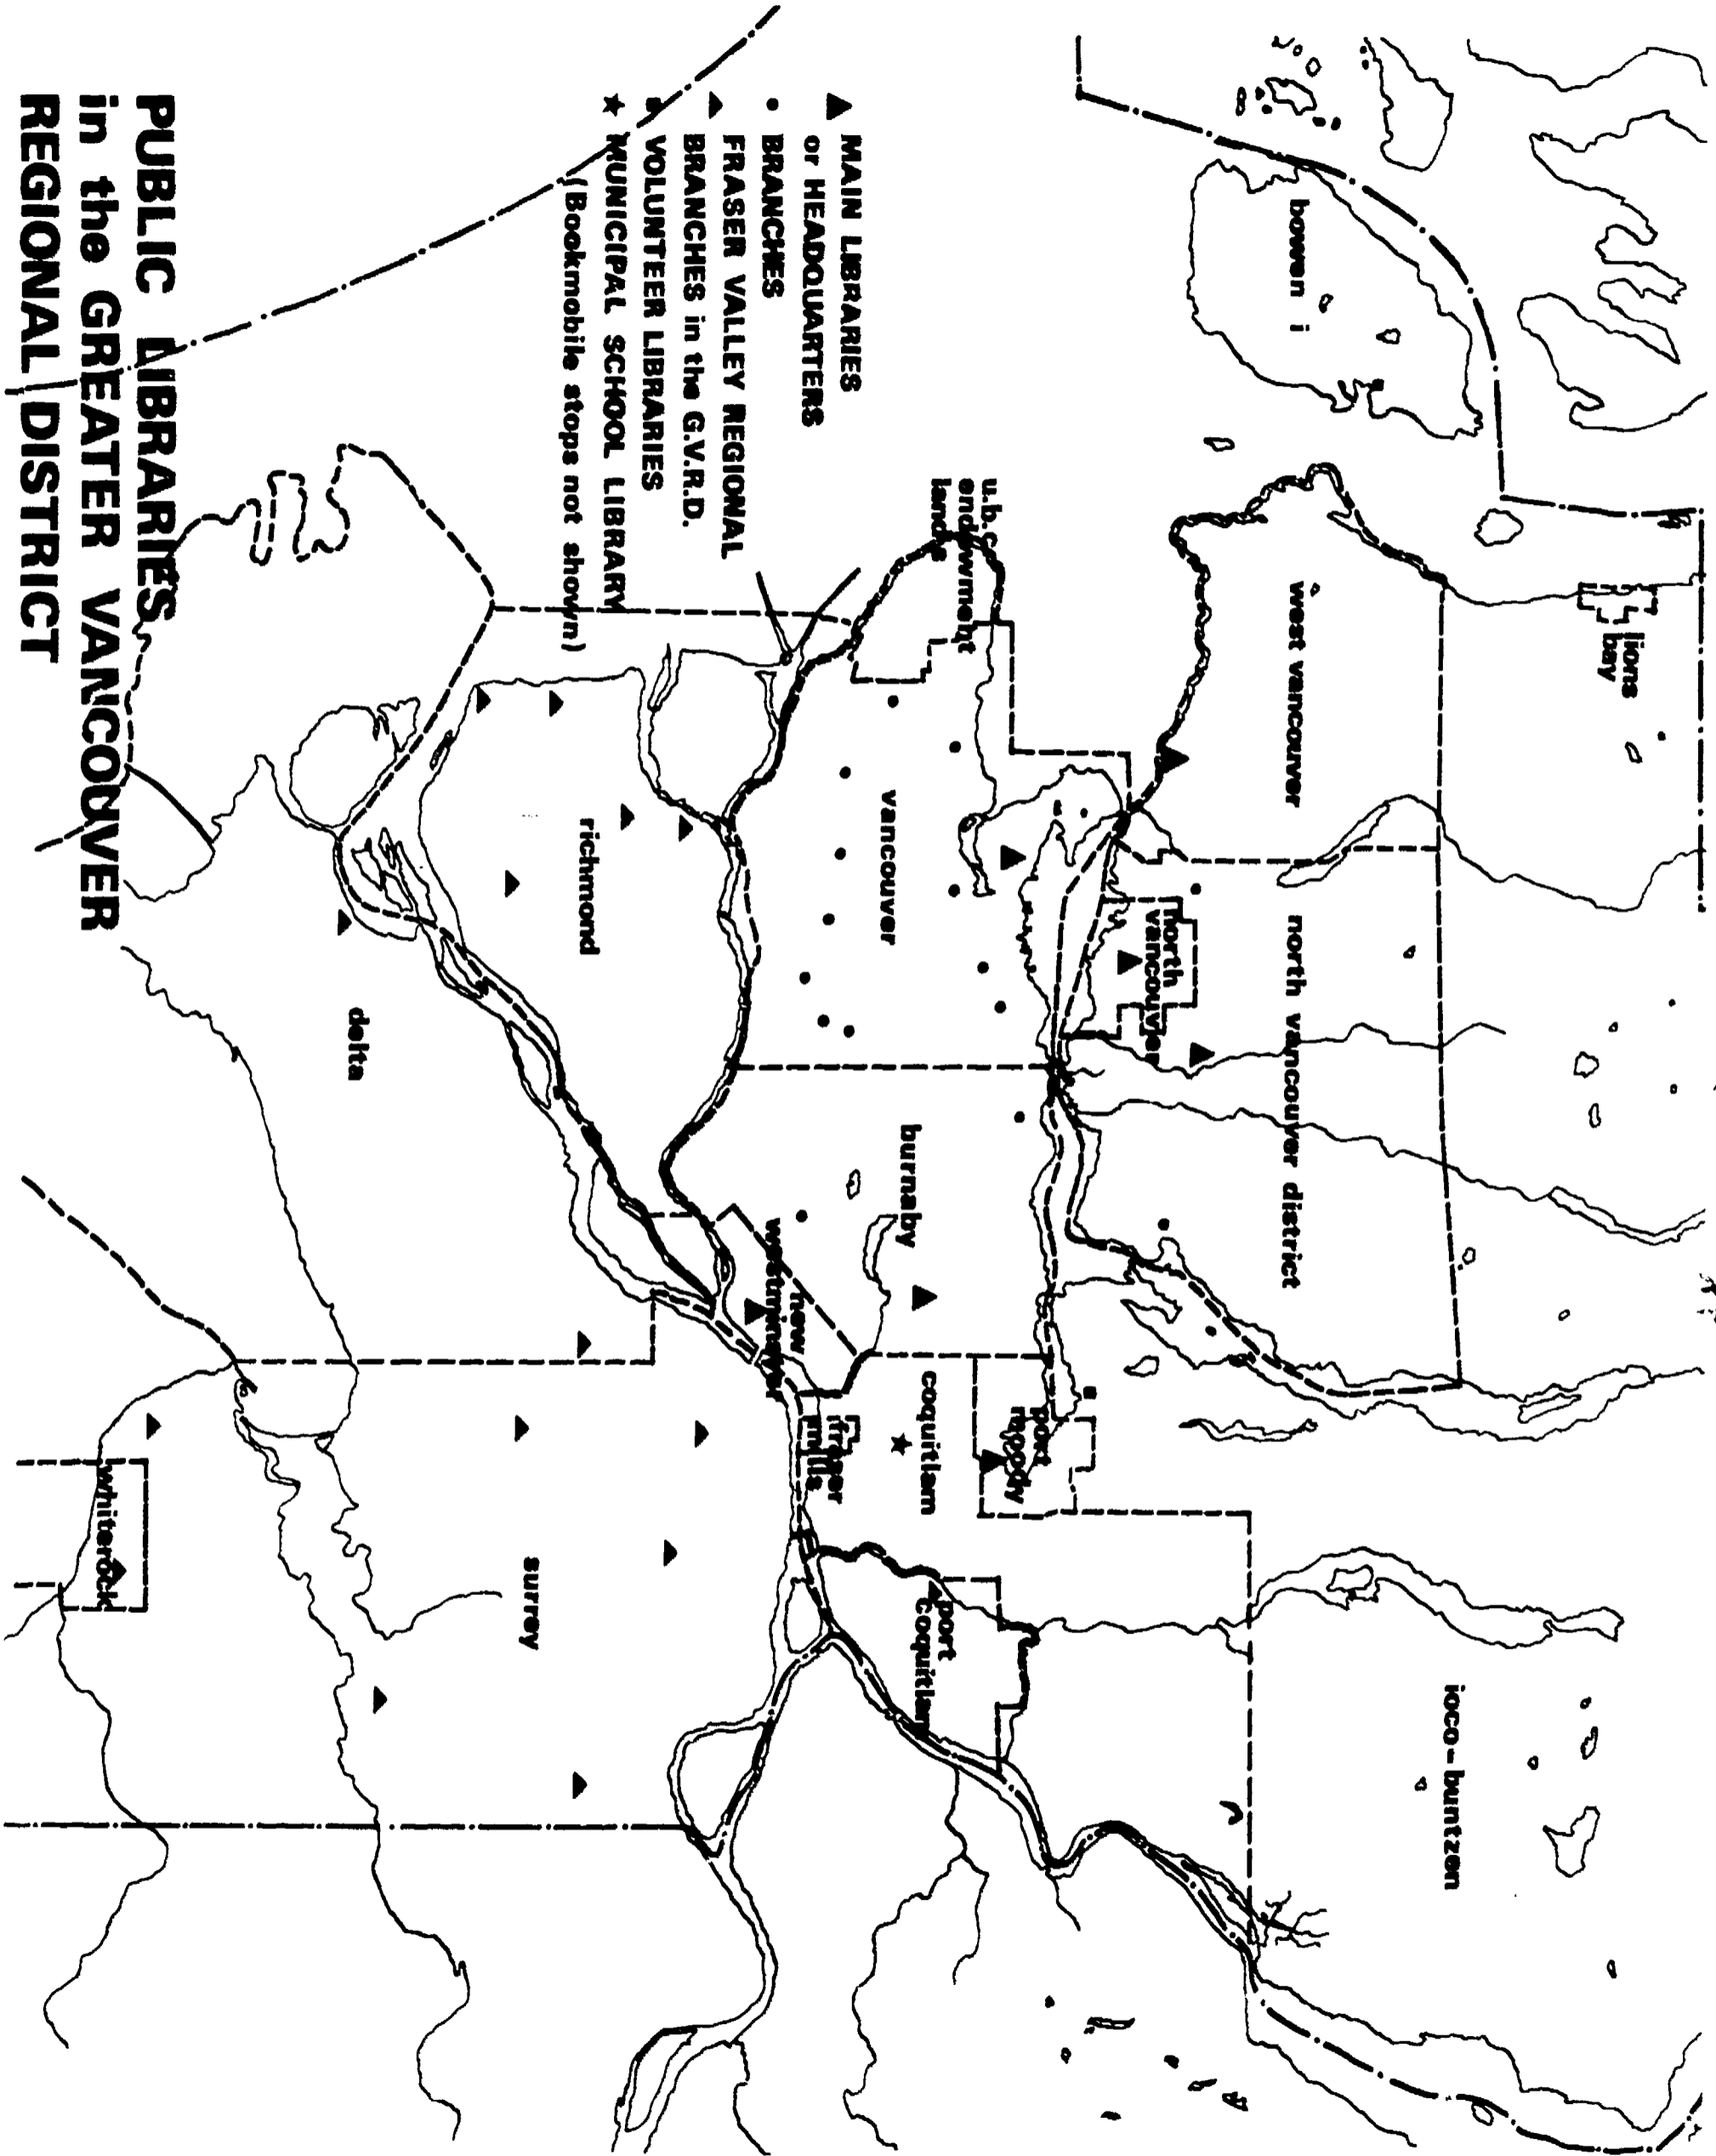 lions
bay
bowen i
west vancouver
north vancouver district
ioco-buntzen
north
vancouver
u.b.c.
endowment
lands
port
moody
vancouver
burnaby
coquitlam
port
coquitlam
▲ MAIN LIBRARIES
or HEADQUARTERS
● BRANCHES
▲ FRASER VALLEY REGIONAL
BRANCHES in the G.V.R.D.
■ VOLUNTEER LIBRARIES
★ MUNICIPAL SCHOOL LIBRARY
(Bookmobile stops not shown)
new
westminster
fraser
mills
richmond
surrey
delta
whiterock
PUBLIC LIBRARIES
in the GREATER VANCOUVER
REGIONAL DISTRICT